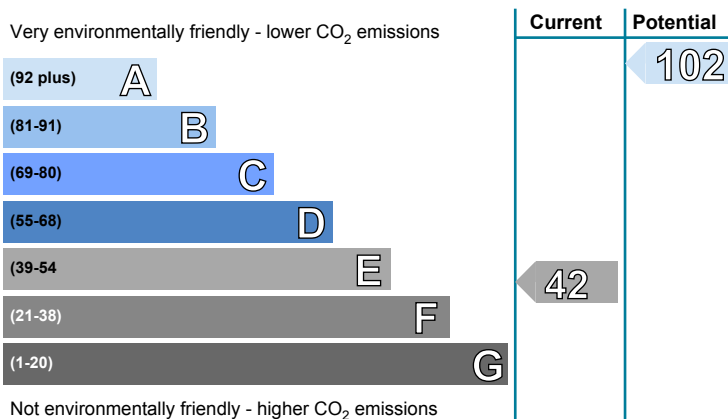 Current Potential
Very environmentally friendly - lower CO2 emissions
102
(92 plus) A
(81-91) B
(69-80) C
(55-68) D
(39-54 E
42
(21-38) F
(1-20) G
Not environmentally friendly - higher CO2 emissions